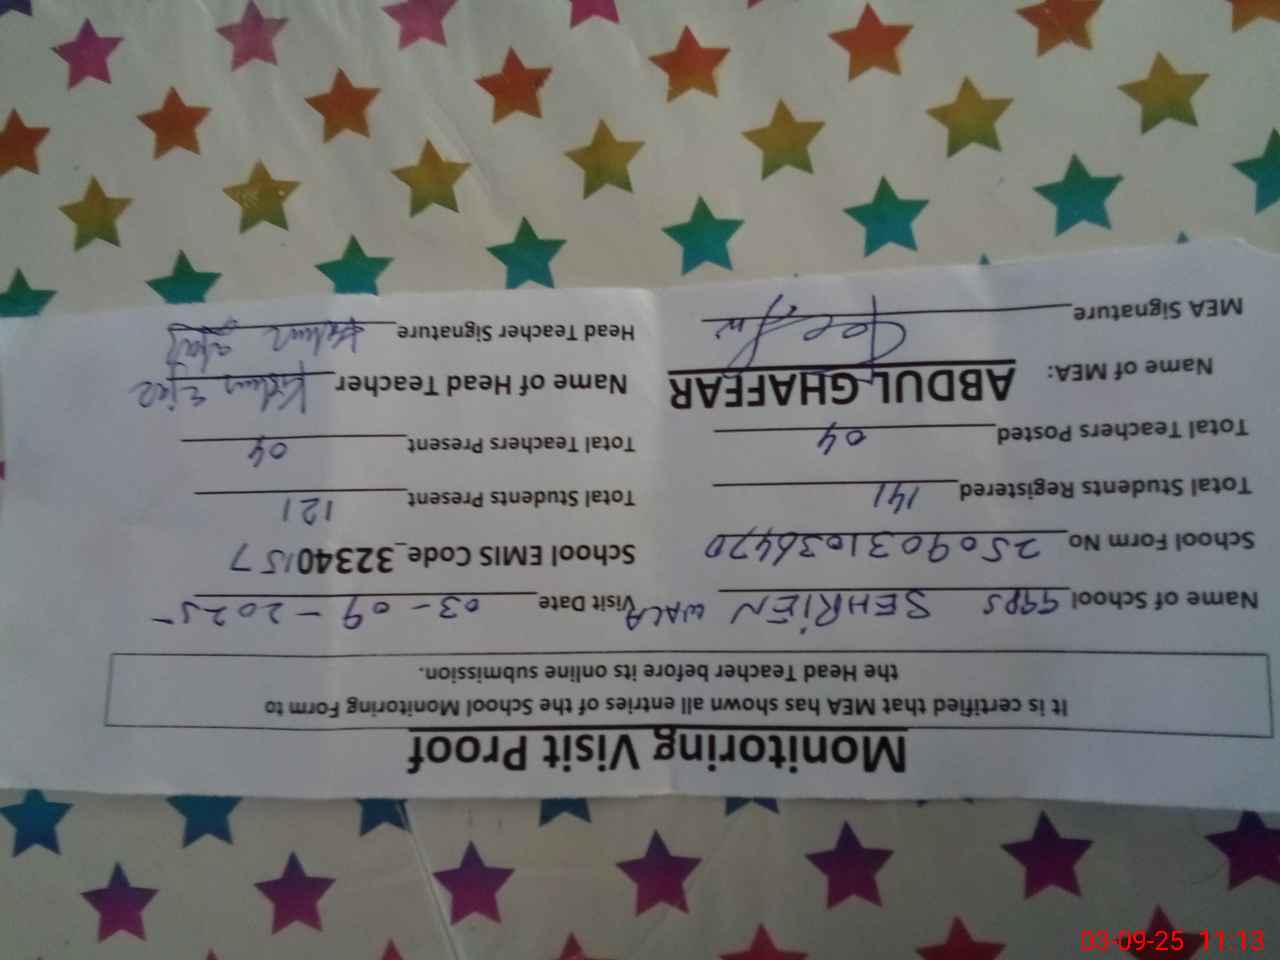 Monitoring Visit Proof
It is certified that MEA has shown all entries of the School Monitoring Form to
the Head Teacher before its online submission.
Name of School GGPS SEHRIEN WALA Visit Date 03-09-2025
School Form No 2509031036470 School EMIS Code_32340157
Total Students Registered 141 Total Students Present 121
Total Teachers Posted 04 Total Teachers Present 04
Name of MEA: ABDUL GHAFFAR Name of Head Teacher
MEA Signature Head Teacher Signature
03-09-25 11:13